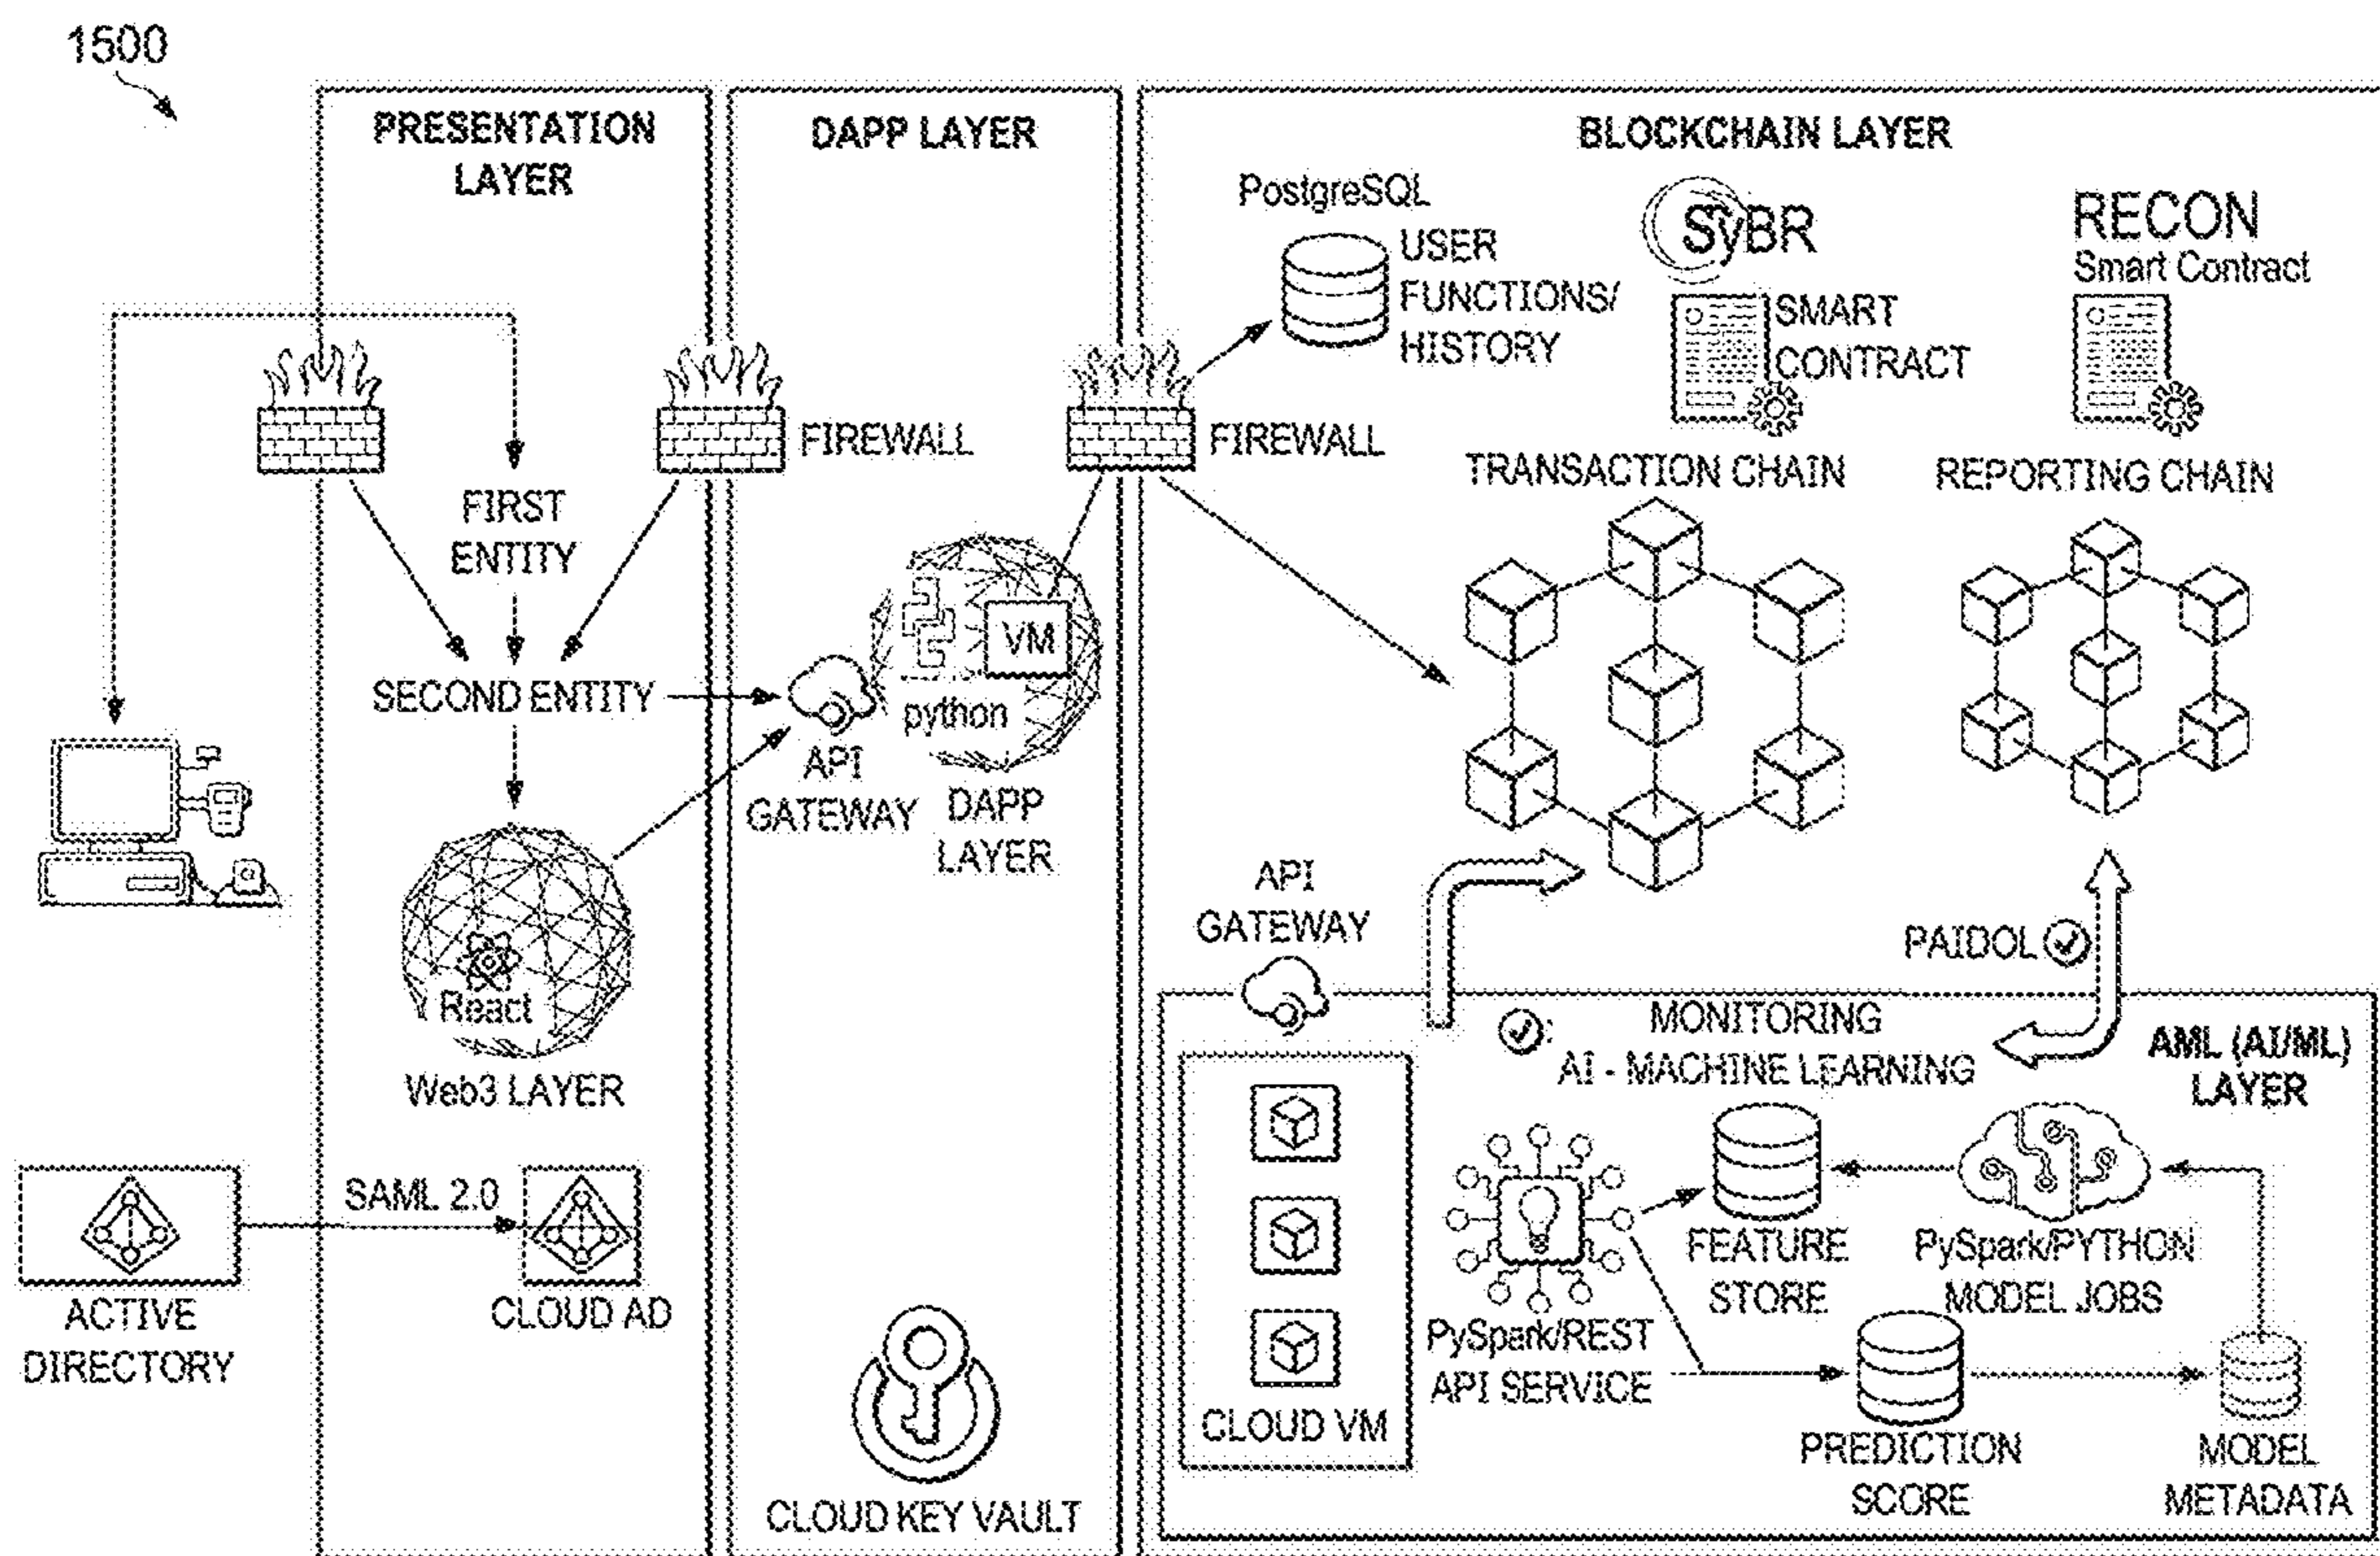 1500
PRESENTATION
LAYER
DAPP LAYER
BLOCKCHAIN LAYER
PostgreSQL
USER
FUNCTIONS/
HISTORY
SyBR
SMART
CONTRACT
RECON
Smart Contract
FIREWALL
FIREWALL
TRANSACTION CHAIN
REPORTING CHAIN
FIRST
ENTITY
SECOND ENTITY
VM
python
API
GATEWAY
DAPP
LAYER
React
Web3 LAYER
API
GATEWAY
PAIDOL
MONITORING
AI - MACHINE LEARNING
AML (AI/ML)
LAYER
SAML 2.0
ACTIVE
DIRECTORY
CLOUD AD
CLOUD KEY VAULT
CLOUD VM
PySpark/REST
API SERVICE
FEATURE
STORE
PySpark/PYTHON
MODEL JOBS
PREDICTION
SCORE
MODEL
METADATA